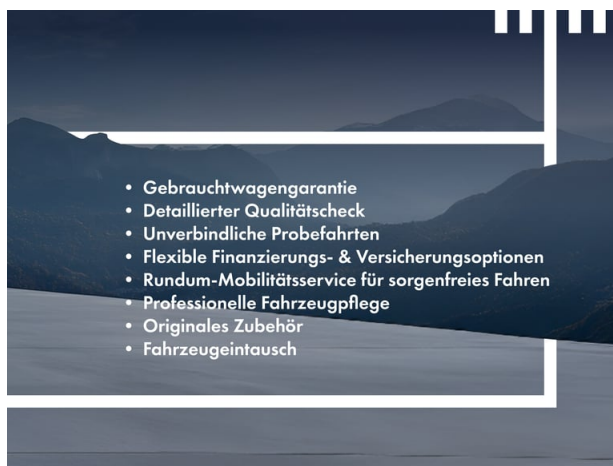 • Gebrauchtwagengarantie
• Detaillierter Qualitätscheck
• Unverbindliche Probefahrten
• Flexible Finanzierungs- & Versicherungsoptionen
• Rundum-Mobilitätsservice für sorgenfreies Fahren
• Professionelle Fahrzeugpflege
• Originales Zubehör
• Fahrzeugeintausch